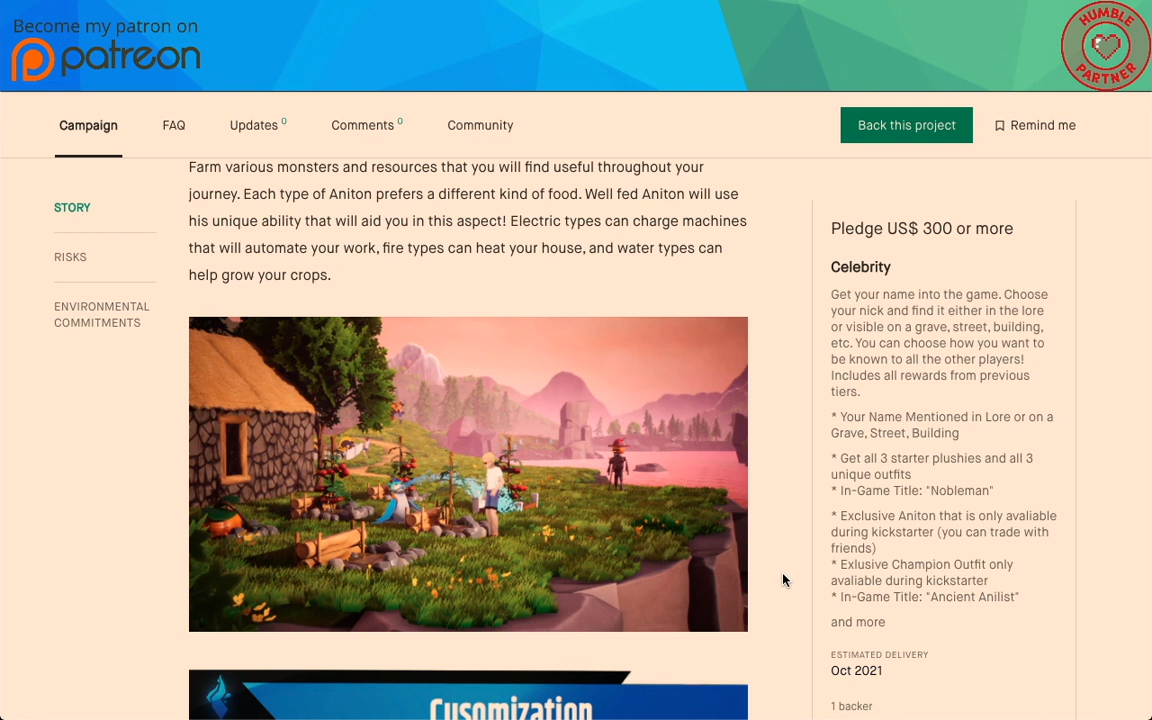 Become my patron on
patreon
HUMBLE
PARTNER
Campaign
FAQ
Updates 0
Comments 0
Community
Back this project
Remind me
Farm various monsters and resources that you will find useful throughout your
journey. Each type of Aniton prefers a different kind of food. Well fed Aniton will use
his unique ability that will aid you in this aspect! Electric types can charge machines
that will automate your work, fire types can heat your house, and water types can
help grow your crops.
STORY
RISKS
ENVIRONMENTAL
COMMITMENTS
Cusomization
Pledge US$ 300 or more
Celebrity
Get your name into the game. Choose
your nick and find it either in the lore
or visible on a grave, street, building,
etc. You can choose how you want to
be known to all the other players!
Includes all rewards from previous
tiers.
* Your Name Mentioned in Lore or on a
Grave, Street, Building
* Get all 3 starter plushies and all 3
unique outfits
* In-Game Title: "Nobleman"
* Exclusive Aniton that is only avaliable
during kickstarter (you can trade with
friends)
* Exlusive Champion Outfit only
avaliable during kickstarter
* In-Game Title: "Ancient Anilist"
and more
ESTIMATED DELIVERY
Oct 2021
1 backer